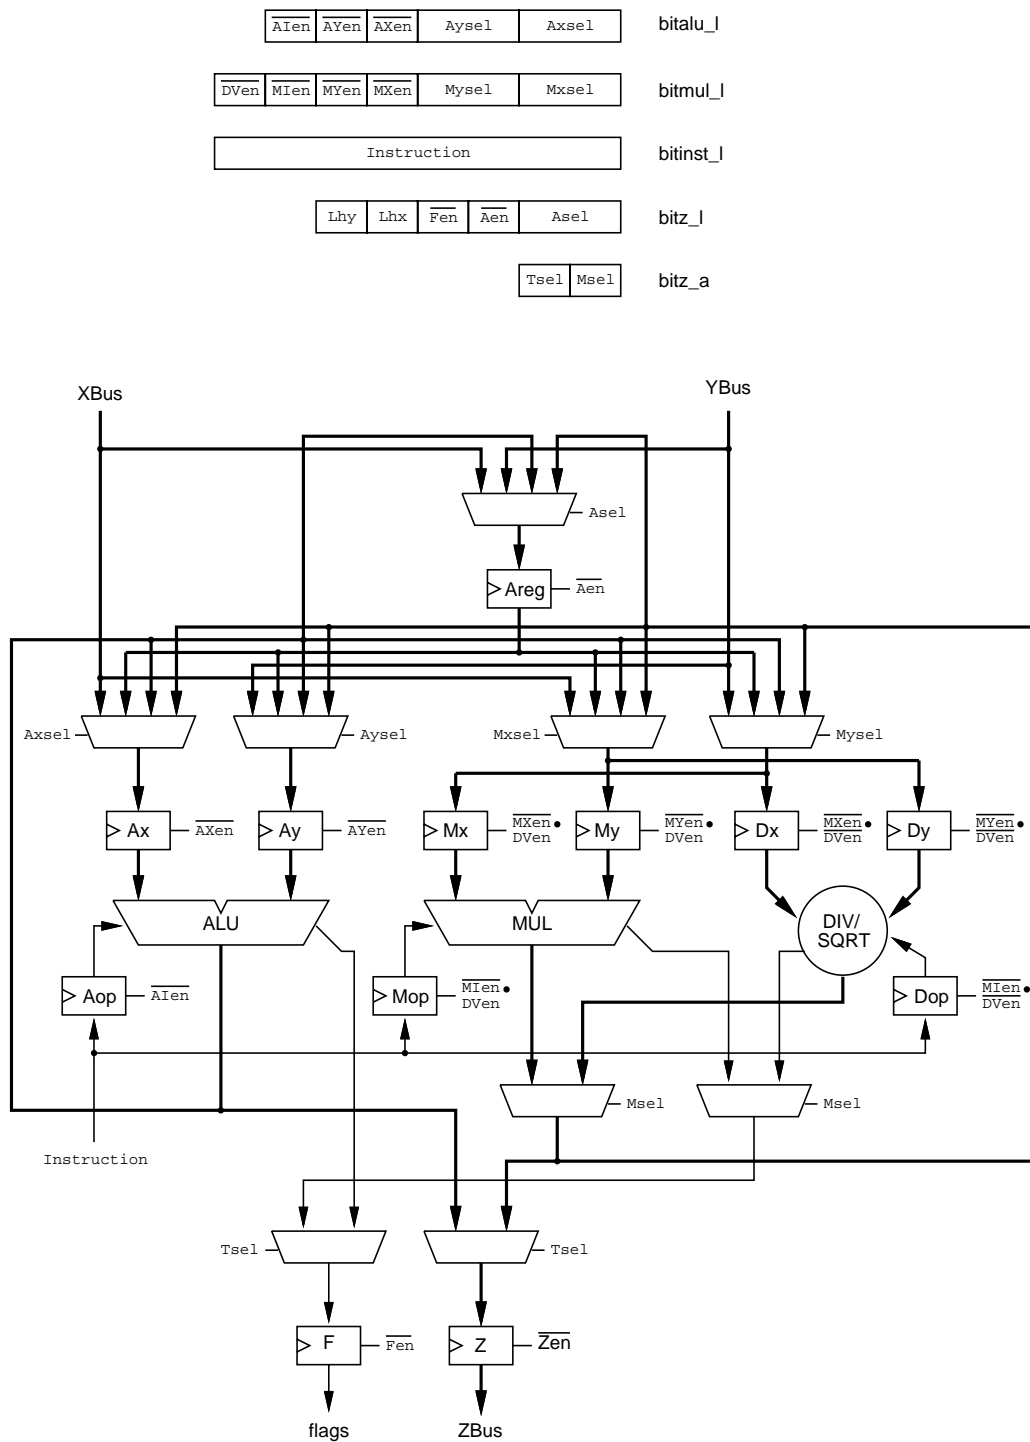 AIen AYen AXen Aysel Axsel bitalu_l
DVen MIen MYen MXen Mysel Mxsel bitmul_l
Instruction bitinst_l
Lhy Lhx Fen Aen Asel bitz_l
Tsel Msel bitz_a
XBus YBus
Asel
Areg Aen
Axsel Aysel Mxsel Mysel
Ax AXen Ay AYen Mx MXen • My MYen • Dx MXen • Dy MYen •
DVen DVen DVen DVen
ALU MUL DIV/
SQRT
Aop AIen Mop MIen • Dop MIen •
DVen DVen
Msel Msel
Instruction
Tsel Tsel
F Fen Z Zen
flags ZBus